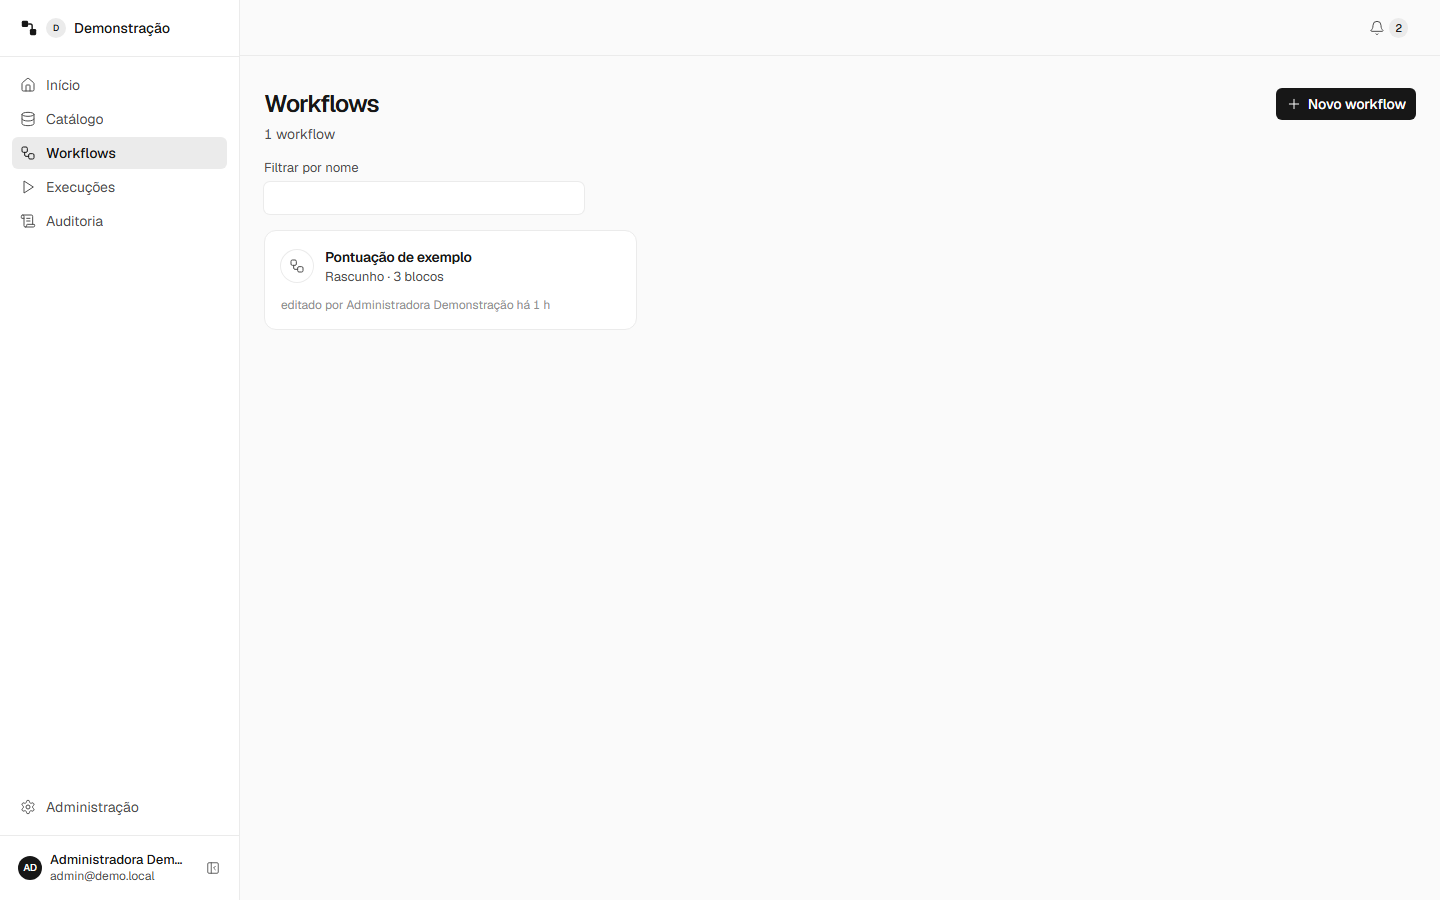 D Demonstração
2
Início
Catálogo
Workflows
Execuções
Auditoria
Workflows
Novo workflow
1 workflow
Filtrar por nome
Pontuação de exemplo
Rascunho · 3 blocos
editado por Administradora Demonstração há 1 h
Administração
AD
Administradora Dem...
admin@demo.local